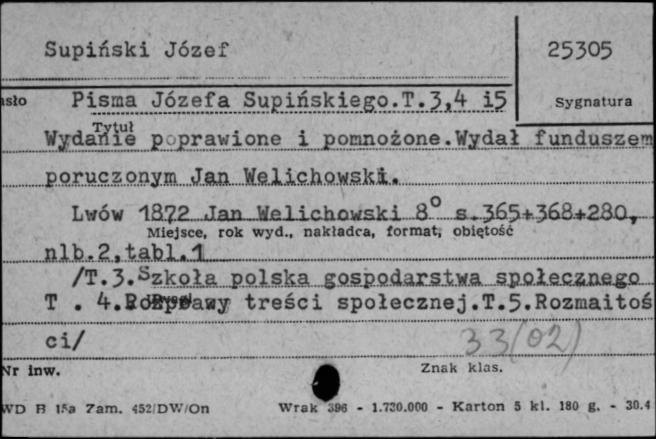 Supiński Józef 25305
Pisma Józefa Supińskiego.T.3,4 i5 Sygnatura
Tytuł
Wydanie poprawione i pomnożone.Wydał funduszem
poruczonym Jan Welichowski.
Lwów 1872 Jan Welichowski 8° s.365+368+280,
Miejsce, rok wyd., nakładca, format, objętość
nlb.2,tabl.1
/T.3.Szkoła polska gospodarstwa społecznego
T . 4.Rozprawy treści społecznej.T.5.Rozmaitoś
ci/ 33(02)
Nr inw. Znak klas.
WD B 15a Zam. 452/DW/On Wrak 396 - 1.730.000 - Karton 5 kl. 180 g. - 30.4